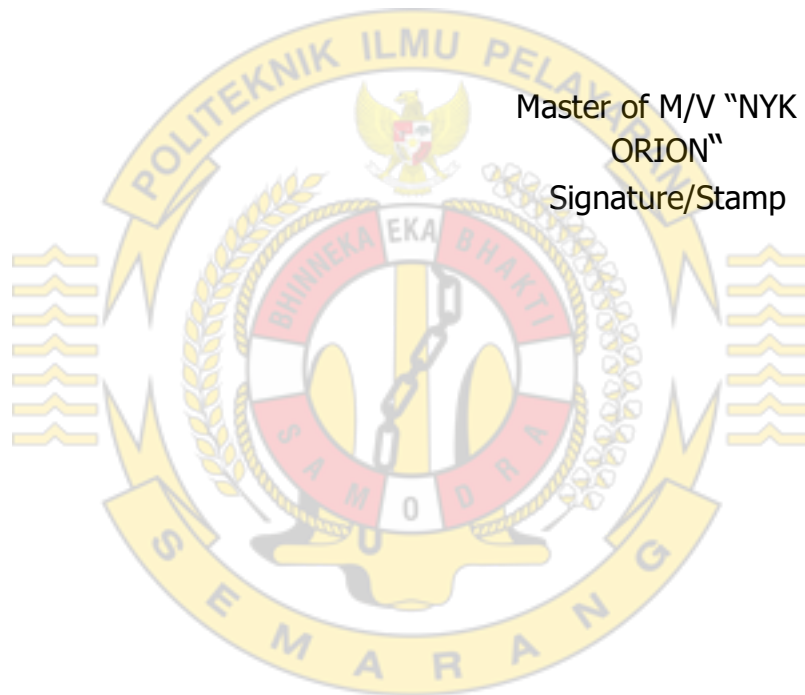 POLITEKNIK ILMU PELAYARAN
Master of M/V “NYK
ORION“
Signature/Stamp
BHINNEKA EKA BHAKTI
SAMODRA
SEMARANG